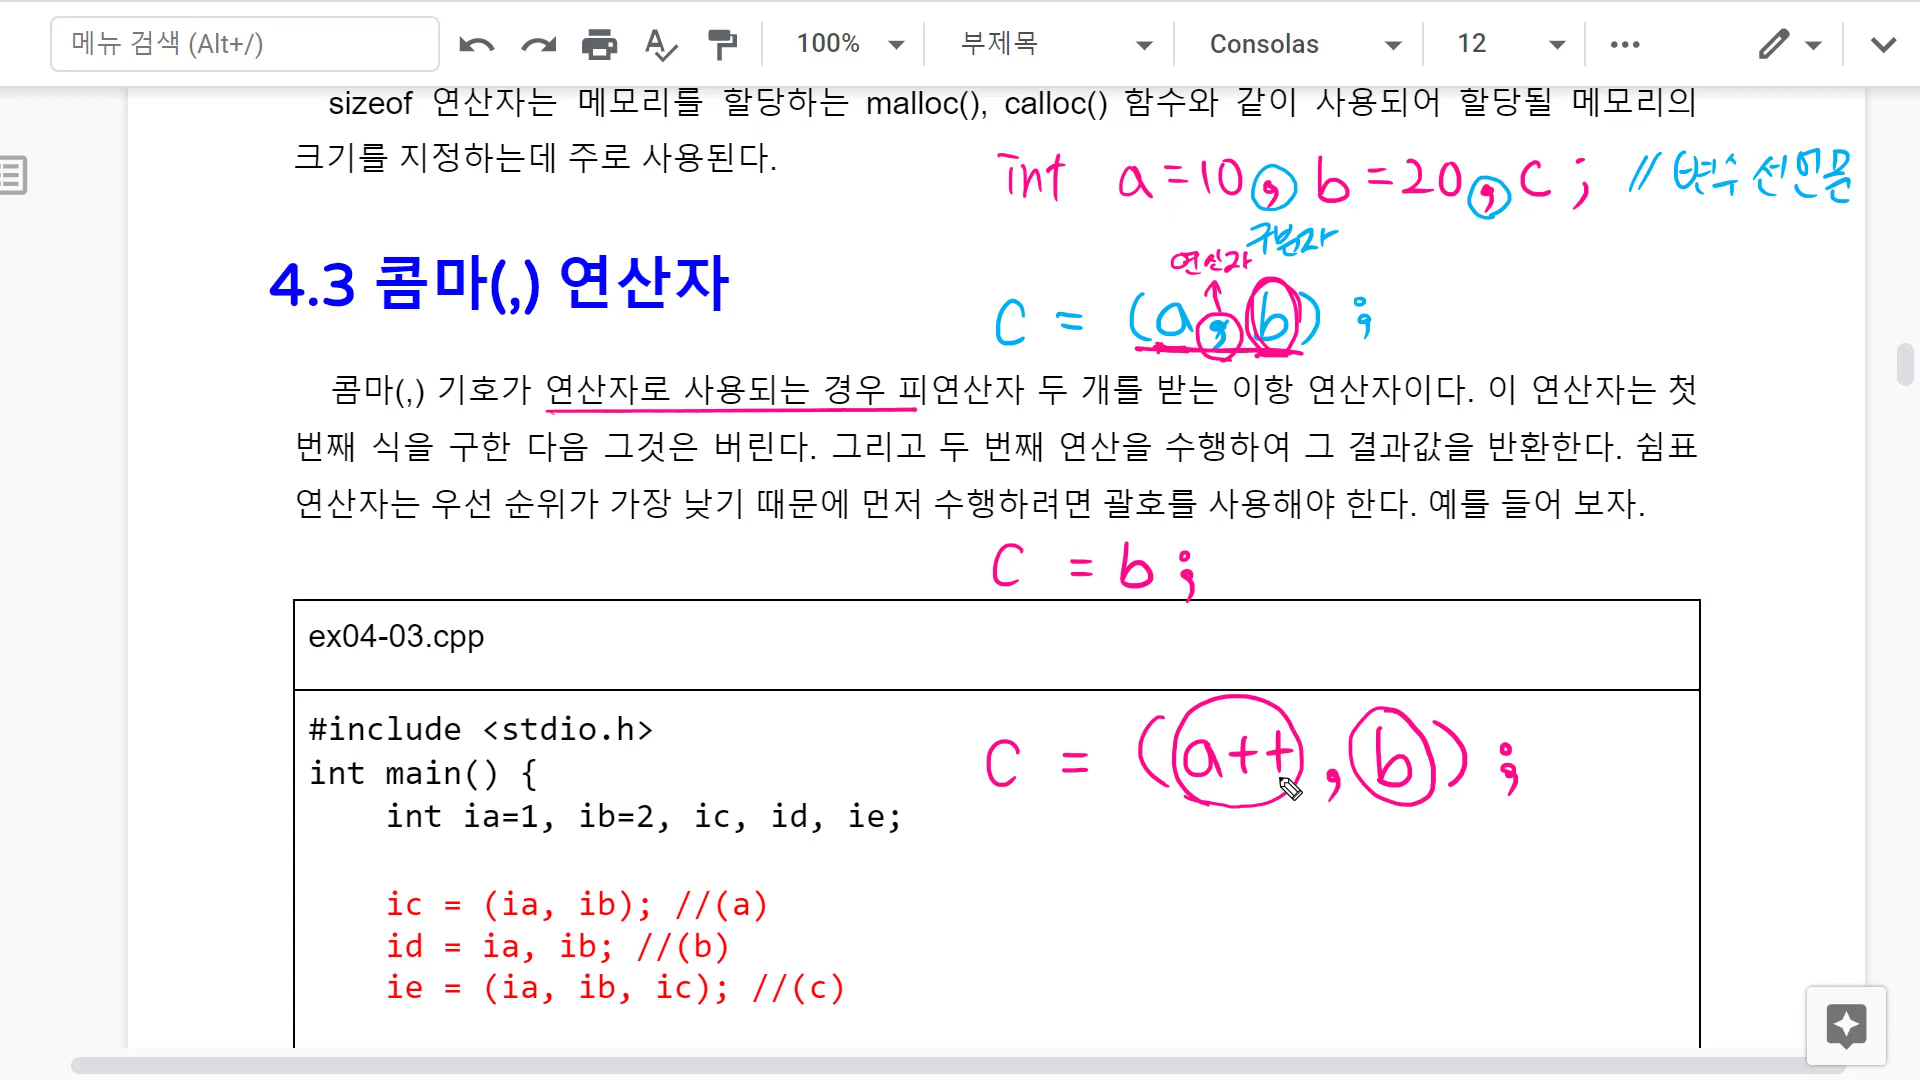 메뉴 검색 (Alt+/)
100%
부제목
Consolas
12
sizeof 연산자는 메모리를 할당하는 malloc(), calloc() 함수와 같이 사용되어 할당될 메모리의
크기를 지정하는데 주로 사용된다.
int a=10, b=20, c; // 변수 선언문
구분자
연산자
4.3 콤마(,) 연산자
c = (a, b);
콤마(,) 기호가 연산자로 사용되는 경우 피연산자 두 개를 받는 이항 연산자이다. 이 연산자는 첫
번째 식을 구한 다음 그것은 버린다. 그리고 두 번째 연산을 수행하여 그 결과값을 반환한다. 쉼표
연산자는 우선 순위가 가장 낮기 때문에 먼저 수행하려면 괄호를 사용해야 한다. 예를 들어 보자.
c = b;
ex04-03.cpp
c = (a++, b);
#include <stdio.h>
int main() {
int ia=1, ib=2, ic, id, ie;
ic = (ia, ib); //(a)
id = ia, ib; //(b)
ie = (ia, ib, ic); //(c)